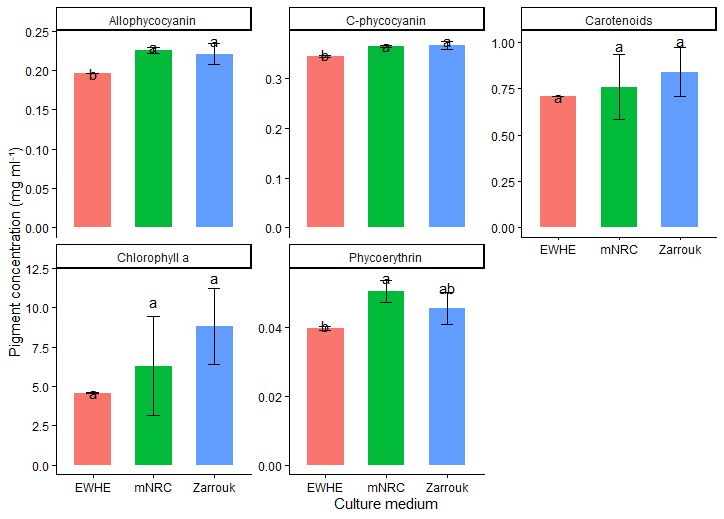 Allophycocyanin
C-phycocyanin
Carotenoids
0.25
0.20
0.15
0.10
0.05
0.00
b
a
a
0.3
0.2
0.1
0.0
b
a
a
1.00
0.75
0.50
0.25
0.00
a
a
a
EWHE mNRC Zarrouk
Pigment concentration (mg ml⁻¹)
Chlorophyll a
Phycoerythrin
12.5
10.0
7.5
5.0
2.5
0.0
a
a
a
EWHE mNRC Zarrouk
0.04
0.02
0.00
b
a
ab
EWHE mNRC Zarrouk
Culture medium